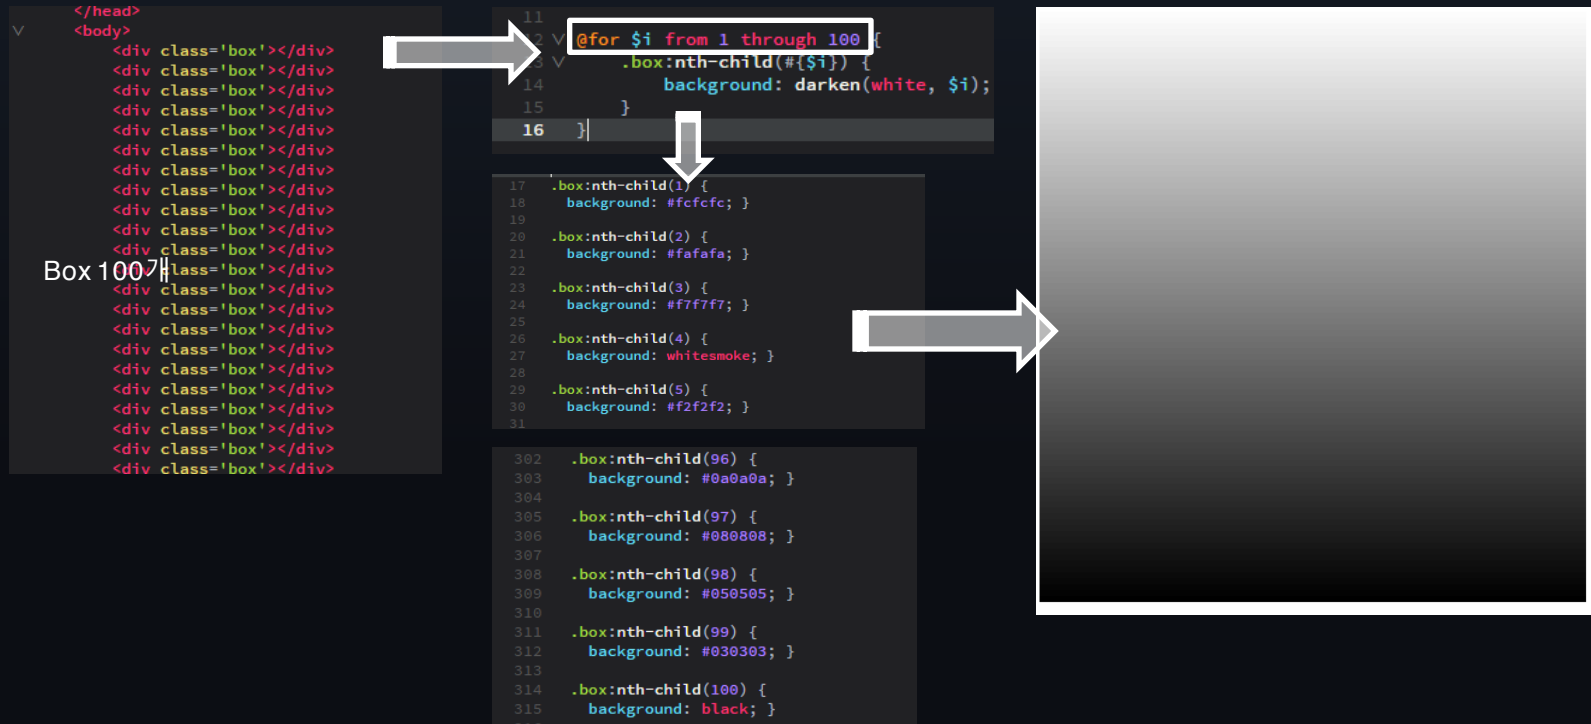 </head>
<body>
<div class='box'></div>
<div class='box'></div>
<div class='box'></div>
<div class='box'></div>
<div class='box'></div>
<div class='box'></div>
<div class='box'></div>
<div class='box'></div>
<div class='box'></div>
<div class='box'></div>
<div class='box'></div>
<div class='box'></div>
Box 100개
<div class='box'></div>
<div class='box'></div>
<div class='box'></div>
<div class='box'></div>
<div class='box'></div>
<div class='box'></div>
<div class='box'></div>
<div class='box'></div>
<div class='box'></div>
<div class='box'></div>
11
12 @for $i from 1 through 100 {
13 .box:nth-child(#{$i}) {
14 background: darken(white, $i);
15 }
16 }
17 .box:nth-child(1) {
18 background: #fcfcfc; }
19
20 .box:nth-child(2) {
21 background: #fafafa; }
22
23 .box:nth-child(3) {
24 background: #f7f7f7; }
25
26 .box:nth-child(4) {
27 background: whitesmoke; }
28
29 .box:nth-child(5) {
30 background: #f2f2f2; }
31
302 .box:nth-child(96) {
303 background: #0a0a0a; }
304
305 .box:nth-child(97) {
306 background: #080808; }
307
308 .box:nth-child(98) {
309 background: #050505; }
310
311 .box:nth-child(99) {
312 background: #030303; }
313
314 .box:nth-child(100) {
315 background: black; }